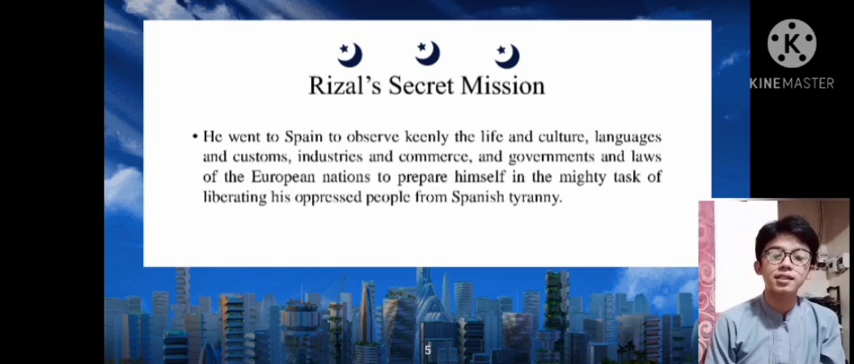 KINEMASTER
Rizal's Secret Mission
• He went to Spain to observe keenly the life and culture, languages
and customs, industries and commerce, and governments and laws
of the European nations to prepare himself in the mighty task of
liberating his oppressed people from Spanish tyranny.
5